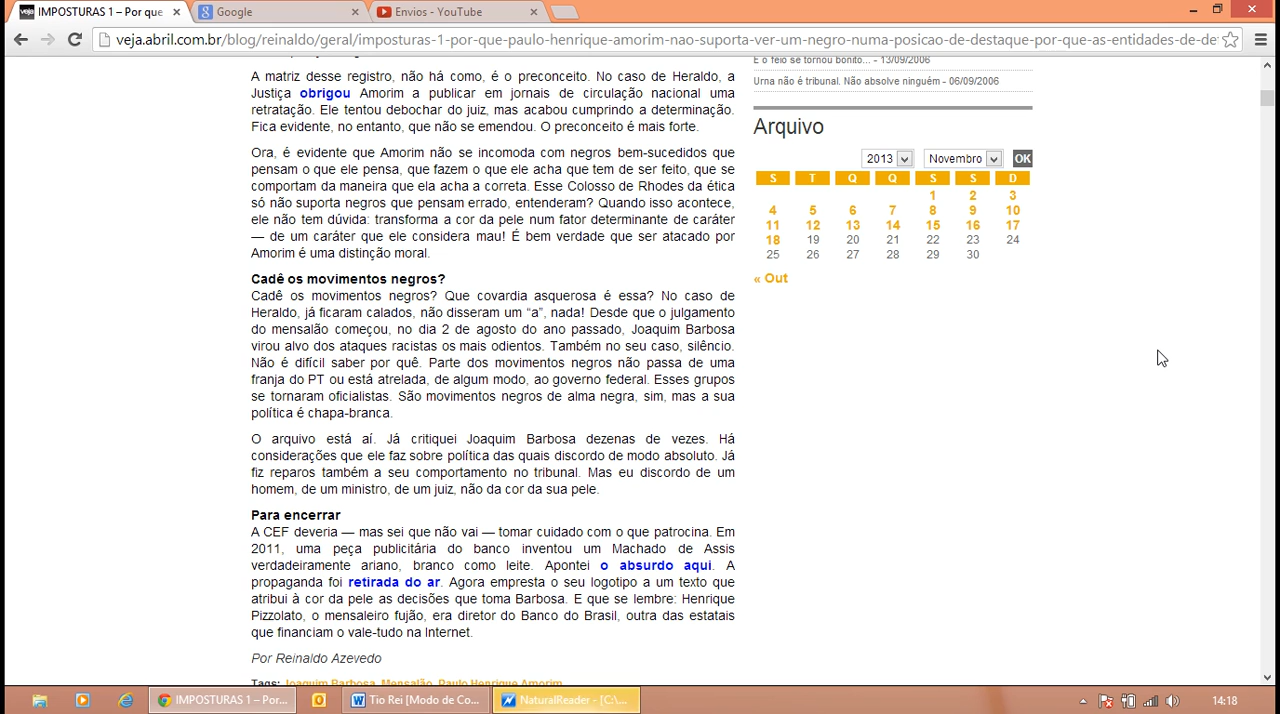 IMPOSTURAS 1 – Por que
Google
Envios - YouTube
veja.abril.com.br/blog/reinaldo/geral/imposturas-1-por-que-paulo-henrique-amorim-nao-suporta-ver-um-negro-numa-posicao-de-destaque-por-que-as-entidades-de-de
A matriz desse registro, não há como, é o preconceito. No caso de Heraldo, a
Justiça obrigou Amorim a publicar em jornais de circulação nacional uma
retratação. Ele tentou debochar do juiz, mas acabou cumprindo a determinação.
Fica evidente, no entanto, que não se emendou. O preconceito é mais forte.
Ora, é evidente que Amorim não se incomoda com negros bem-sucedidos que
pensam o que ele pensa, que fazem o que ele acha que tem de ser feito, que se
comportam da maneira que ela acha a correta. Esse Colosso de Rhodes da ética
só não suporta negros que pensam errado, entenderam? Quando isso acontece,
ele não tem dúvida: transforma a cor da pele num fator determinante de caráter
— de um caráter que ele considera mau! É bem verdade que ser atacado por
Amorim é uma distinção moral.
Cadê os movimentos negros?
Cadê os movimentos negros? Que covardia asquerosa é essa? No caso de
Heraldo, já ficaram calados, não disseram um “a”, nada! Desde que o julgamento
do mensalão começou, no dia 2 de agosto do ano passado, Joaquim Barbosa
virou alvo dos ataques racistas os mais odientos. Também no seu caso, silêncio.
Não é difícil saber por quê. Parte dos movimentos negros não passa de uma
franja do PT ou está atrelada, de algum modo, ao governo federal. Esses grupos
se tornaram oficialistas. São movimentos negros de alma negra, sim, mas a sua
política é chapa-branca.
O arquivo está aí. Já critiquei Joaquim Barbosa dezenas de vezes. Há
considerações que ele faz sobre política das quais discordo de modo absoluto. Já
fiz reparos também a seu comportamento no tribunal. Mas eu discordo de um
homem, de um ministro, de um juiz, não da cor da sua pele.
Para encerrar
A CEF deveria — mas sei que não vai — tomar cuidado com o que patrocina. Em
2011, uma peça publicitária do banco inventou um Machado de Assis
verdadeiramente ariano, branco como leite. Apontei o absurdo aqui. A
propaganda foi retirada do ar. Agora empresta o seu logotipo a um texto que
atribui à cor da pele as decisões que toma Barbosa. E que se lembre: Henrique
Pizzolato, o mensaleiro fujão, era diretor do Banco do Brasil, outra das estatais
que financiam o vale-tudo na Internet.
Por Reinaldo Azevedo
Tags: Joaquim Barbosa, Mensalão, Paulo Henrique Amorim
E o feio se tornou bonito... - 13/09/2006
Urna não é tribunal. Não absolve ninguém - 06/09/2006
Arquivo
2013 Novembro OK
S T Q Q S S D
1 2 3
4 5 6 7 8 9 10
11 12 13 14 15 16 17
18 19 20 21 22 23 24
25 26 27 28 29 30
« Out
IMPOSTURAS 1 – Por...
Tio Rei [Modo de Co...
NaturalReader - [C:\...
14:18